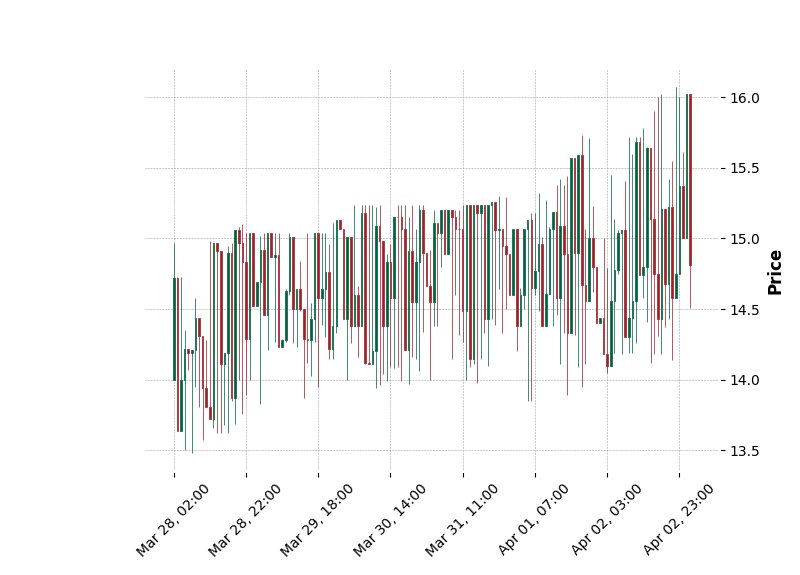 16.0
15.5
15.0
14.5
14.0
13.5
Price
Mar 28, 02:00
Mar 28, 22:00
Mar 29, 18:00
Mar 30, 14:00
Mar 31, 11:00
Apr 01, 07:00
Apr 02, 03:00
Apr 02, 23:00